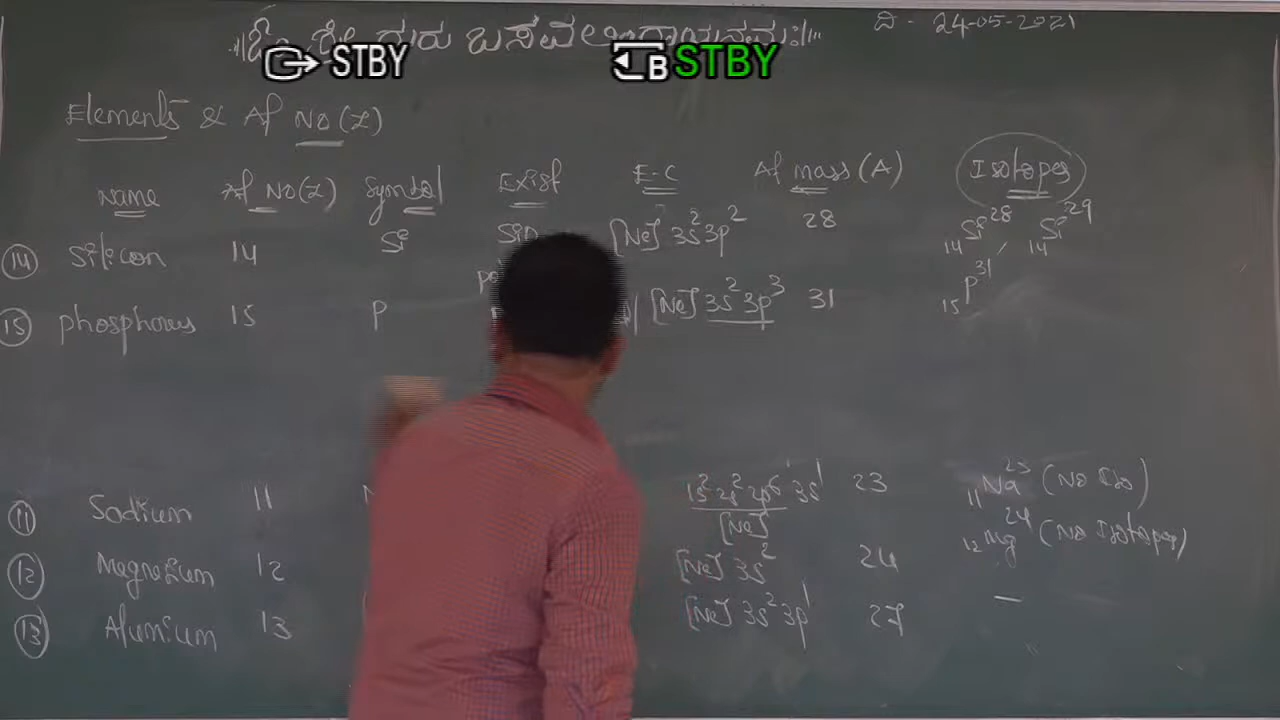 ದಿ - 24-05-2021
ಗುರು ಬಸವಲಿಂಗಾಯನಮಃ
STBY B STBY
Elements & At No(Z)
Name At No(Z) Symbol Exist E-C At mass (A) Isotopes
14 Silicon 14 Si [Ne] 3s² 3p² 28 ₁₄Si²⁸, ₁₄Si²⁹
15 phosphorus 15 P [Ne] 3s² 3p³ 31 ₁₅P³¹
11 Sodium 11 1s² 2s² 2p⁶ 3s¹ 23 ₁₁Na²³ (No Iso)
[Ne]
12 Magnesium 12 [Ne] 3s² 24 ₁₂Mg²⁴ (No Isotopes)
13 Alumium 13 [Ne] 3s² 3p¹ 27 —